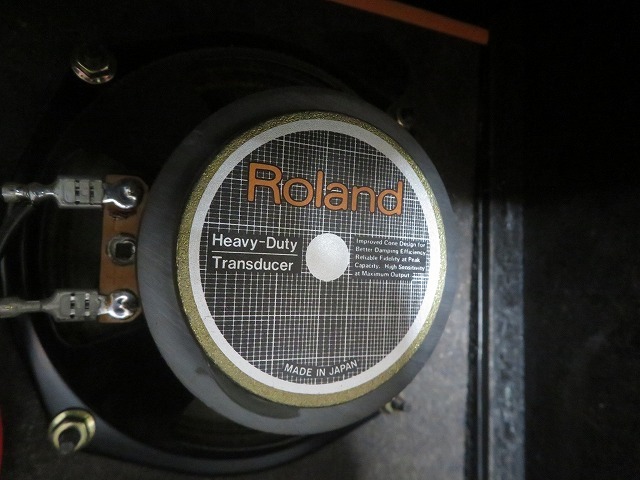 Roland
Heavy-Duty
Transducer
Improved Cone Design for
Better Damping Efficiency
Reliable Fidelity at Peak
Capacity. High Sensitivity
at Maximum Output
MADE IN JAPAN